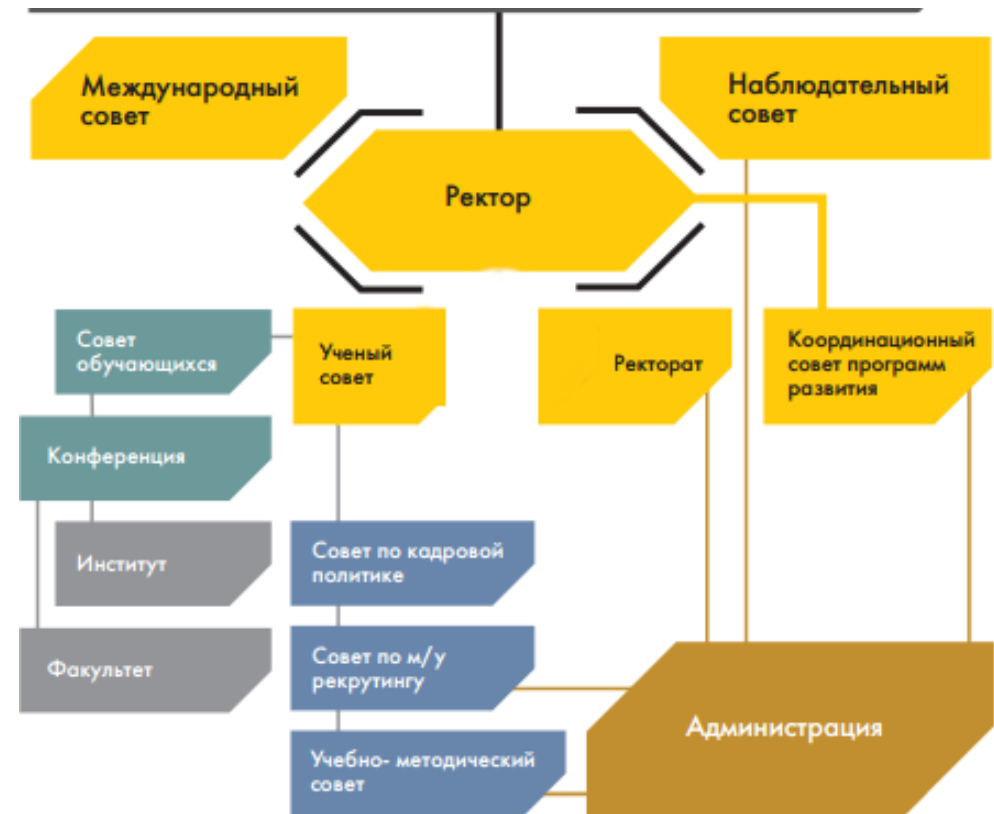 Международный
совет
Наблюдательный
совет
Ректор
Совет
обучающихся
Ученый
совет
Ректорат
Координационный
совет программ
развития
Конференция
Институт
Совет по кадровой
политике
Факультет
Совет по м/у
рекрутингу
Администрация
Учебно- методический
совет